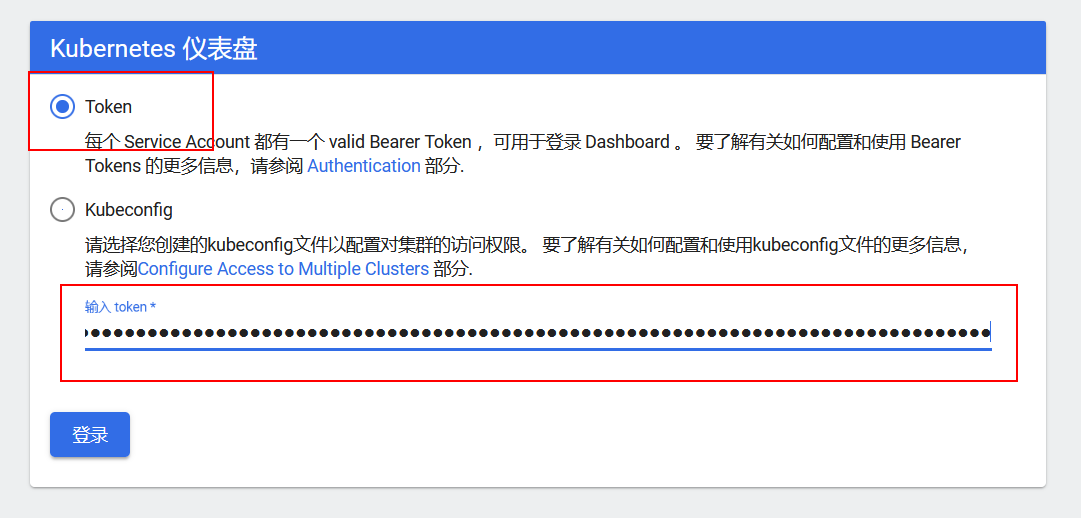 Kubernetes 仪表盘
Token
每个 Service Account 都有一个 valid Bearer Token ，可用于登录 Dashboard 。 要了解有关如何配置和使用 Bearer
Tokens 的更多信息，请参阅 Authentication 部分.
Kubeconfig
请选择您创建的kubeconfig文件以配置对集群的访问权限。 要了解有关如何配置和使用kubeconfig文件的更多信息，
请参阅Configure Access to Multiple Clusters 部分.
输入 token *
登录